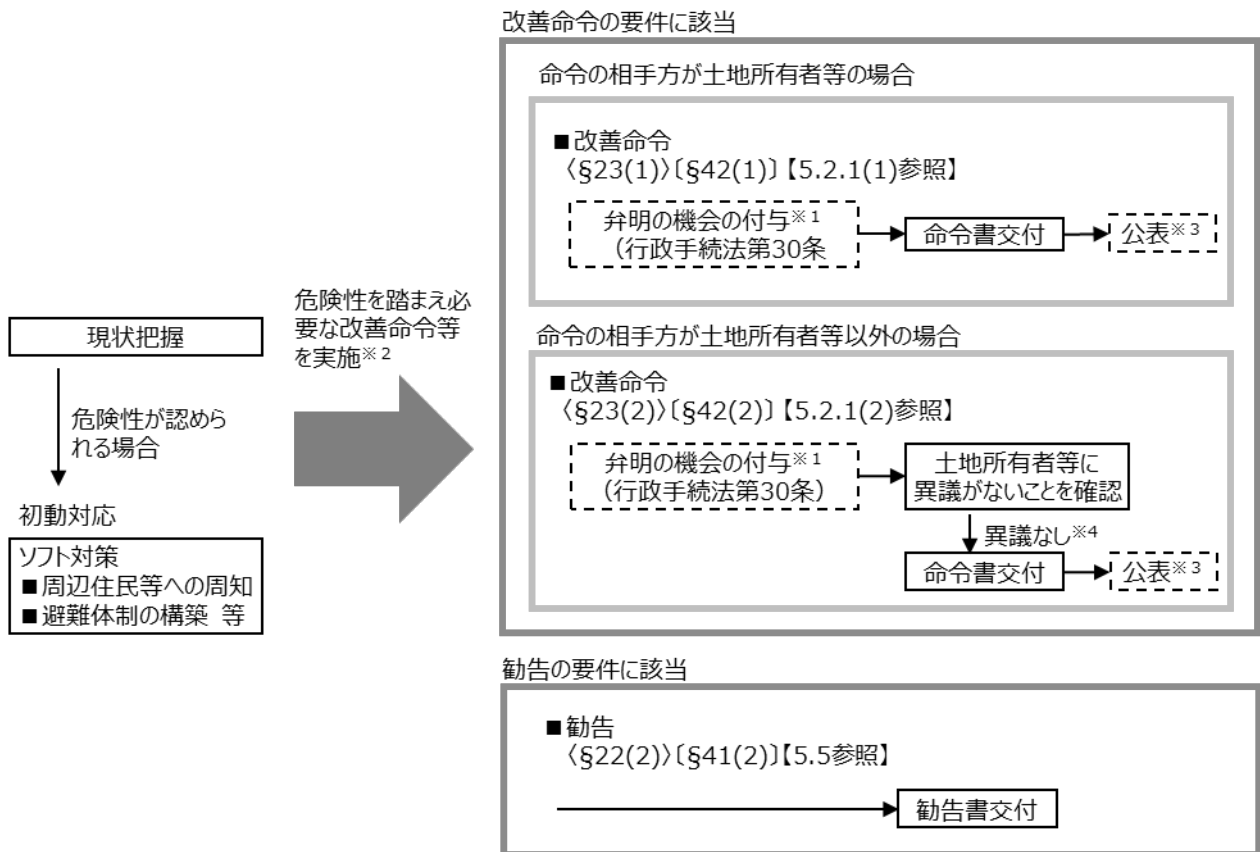 現状把握
危険性が認めら
れる場合
初動対応
ソフト対策
■周辺住民等への周知
■避難体制の構築 等
危険性を踏まえ必
要な改善命令等
を実施※2
改善命令の要件に該当
命令の相手方が土地所有者等の場合
■改善命令
〈§23(1)〉〔§42(1)〕【5.2.1(1)参照】
弁明の機会の付与※1
（行政手続法第30条
命令書交付
公表※3
命令の相手方が土地所有者等以外の場合
■改善命令
〈§23(2)〉〔§42(2)〕【5.2.1(2)参照】
弁明の機会の付与※1
（行政手続法第30条）
土地所有者等に
異議がないことを確認
異議なし※4
命令書交付
公表※3
勧告の要件に該当
■勧告
〈§22(2)〉〔§41(2)〕【5.5参照】
勧告書交付